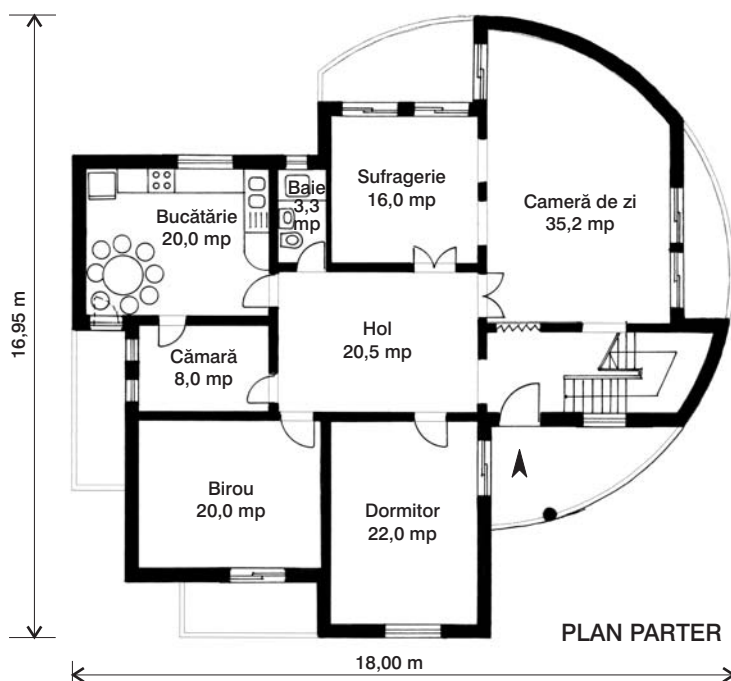 Sufragerie
16,0 mp
Cameră de zi
35,2 mp
Baie
3,3
mp
Bucătărie
20,0 mp
16,95 m
Hol
20,5 mp
Cămară
8,0 mp
Birou
20,0 mp
Dormitor
22,0 mp
PLAN PARTER
18,00 m